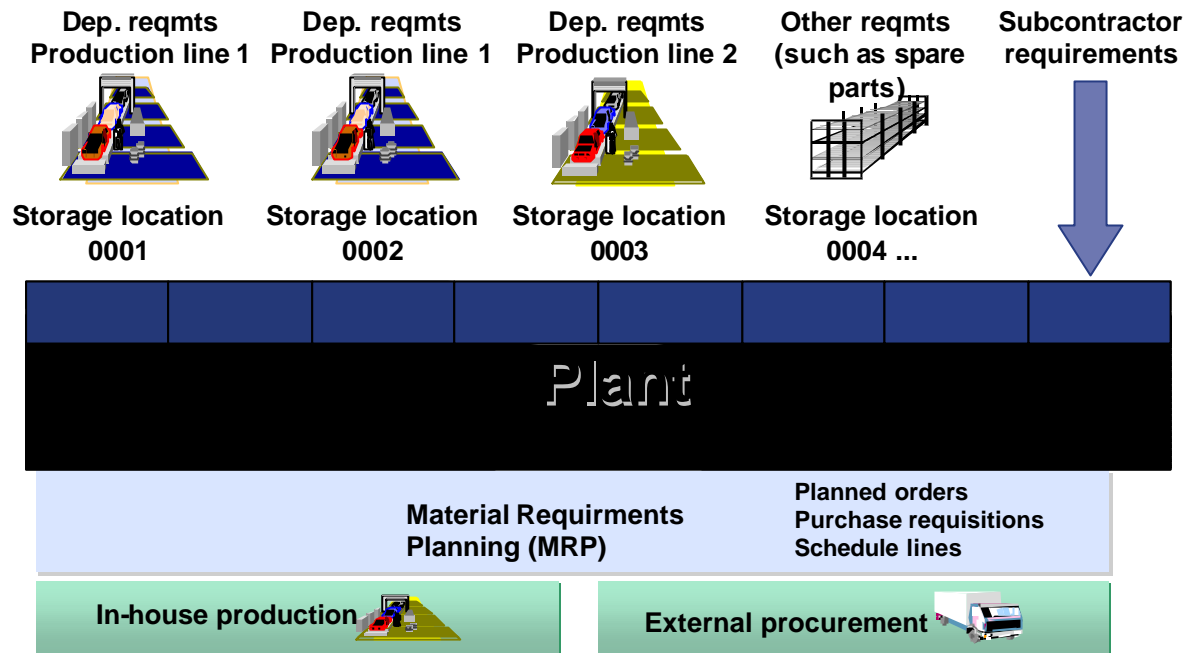 Dep. reqmts
Production line 1
Dep. reqmts
Production line 1
Dep. reqmts
Production line 2
Other reqmts
(such as spare
parts)
Subcontractor
requirements
Storage location
0001
Storage location
0002
Storage location
0003
Storage location
0004 ...
Plant
Material Requirments
Planning (MRP)
Planned orders
Purchase requisitions
Schedule lines
In-house production
External procurement